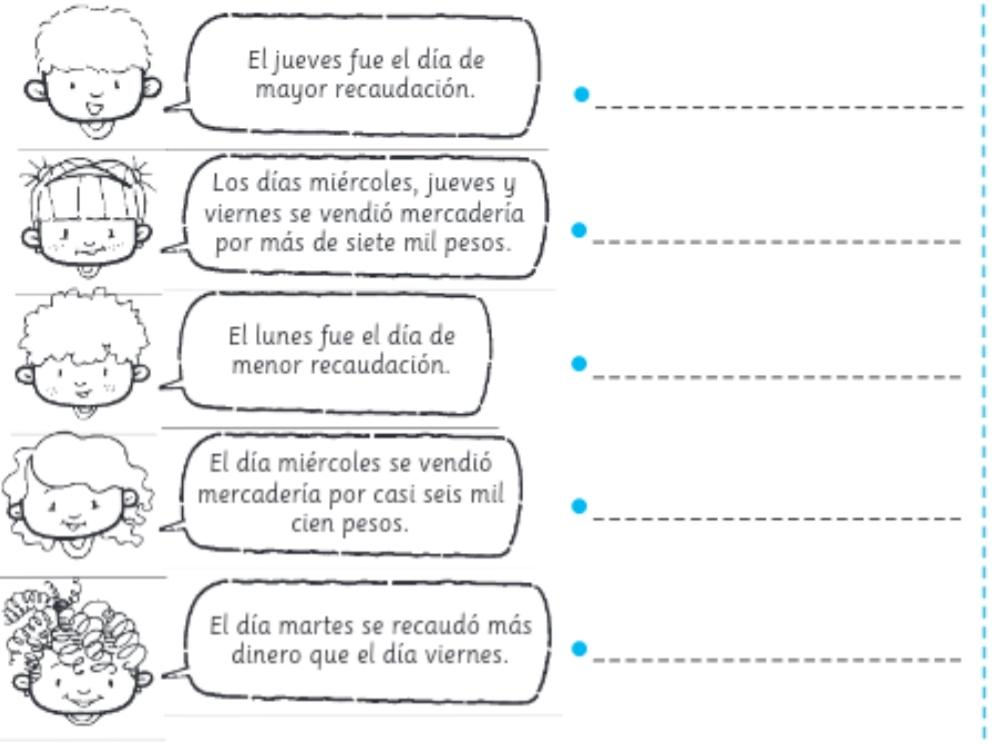 El jueves fue el día de
mayor recaudación.
Los días miércoles, jueves y
viernes se vendió mercadería
por más de siete mil pesos.
El lunes fue el día de
menor recaudación.
El día miércoles se vendió
mercadería por casi seis mil
cien pesos.
El día martes se recaudó más
dinero que el día viernes.